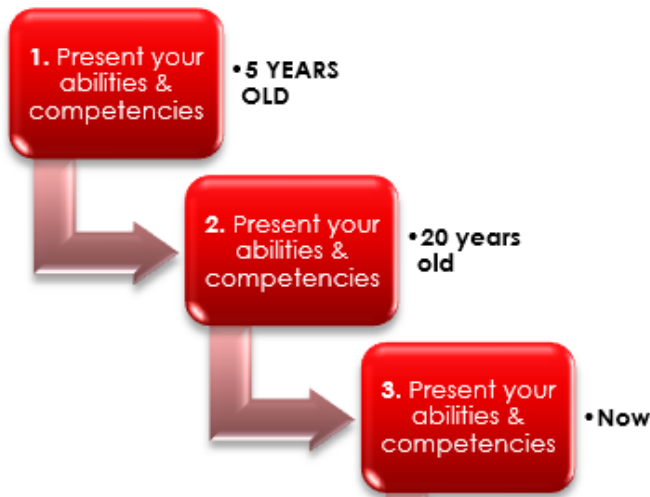 1. Present your
abilities &
competencies
•5 YEARS
OLD
2. Present your
abilities &
competencies
•20 years
old
3. Present your
abilities &
competencies
•Now